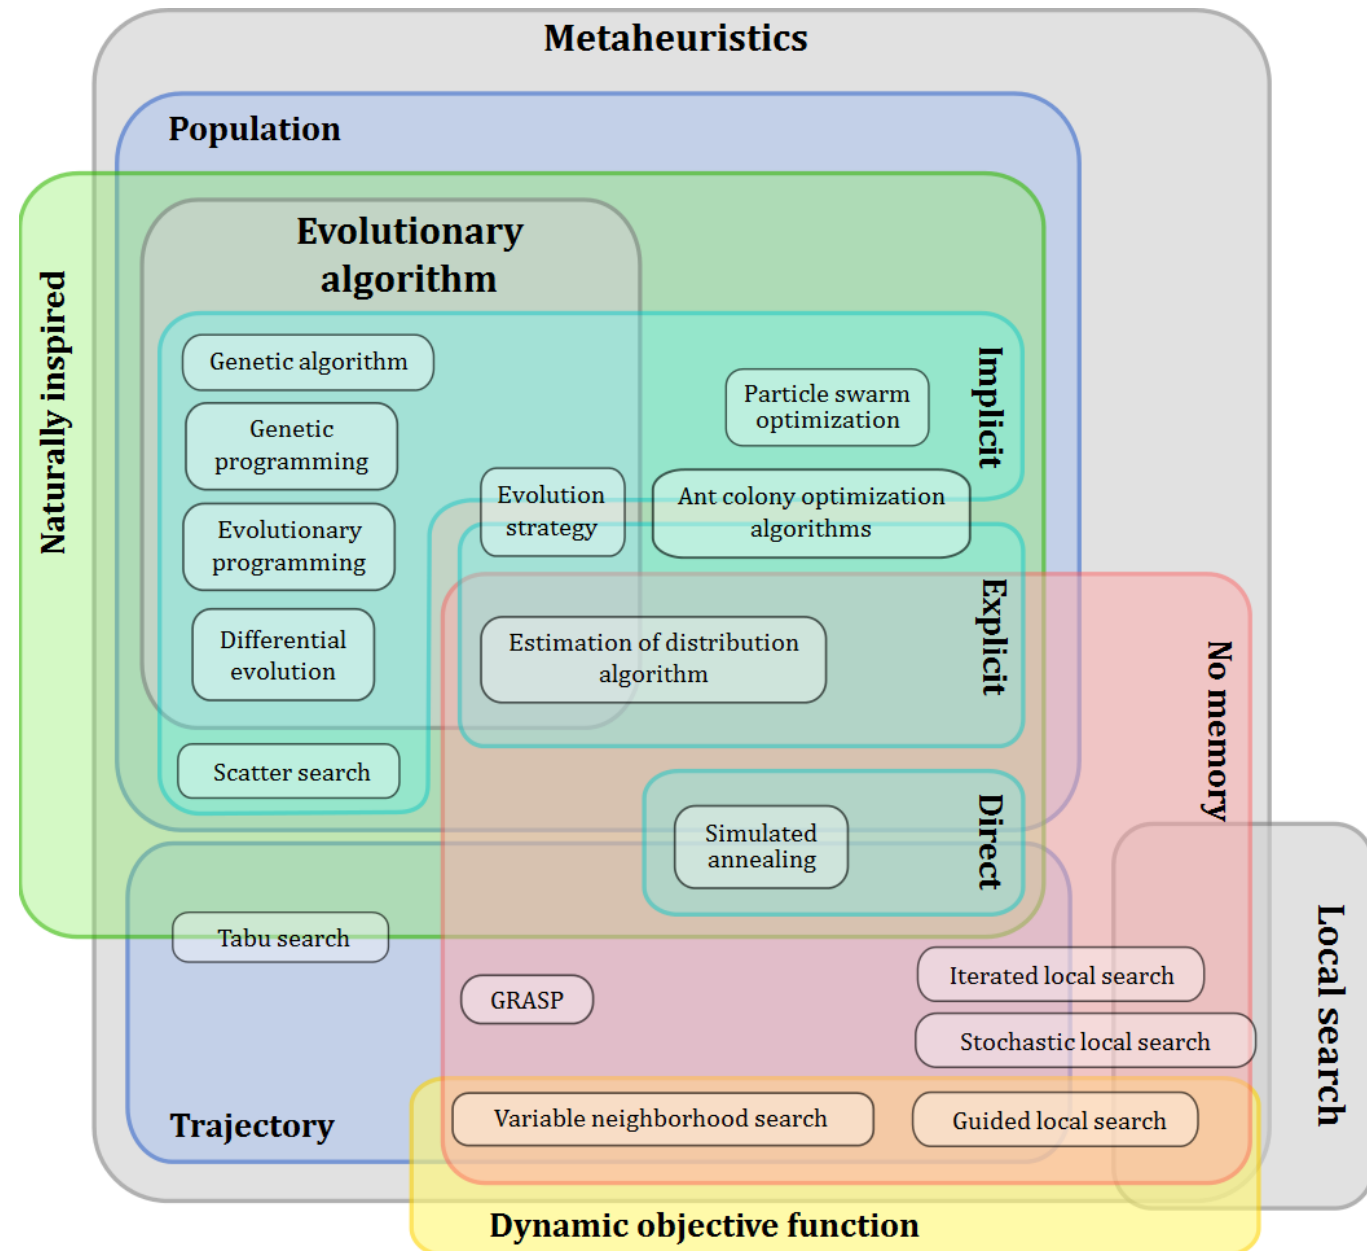 Metaheuristics
Population
Naturally inspired
Evolutionary
algorithm
Implicit
Genetic algorithm
Particle swarm
optimization
Genetic
programming
Evolution
strategy
Ant colony optimization
algorithms
Evolutionary
programming
Explicit
Differential
evolution
Estimation of distribution
algorithm
No memory
Scatter search
Direct
Simulated
annealing
Local search
Tabu search
GRASP
Iterated local search
Stochastic local search
Trajectory
Variable neighborhood search
Guided local search
Dynamic objective function